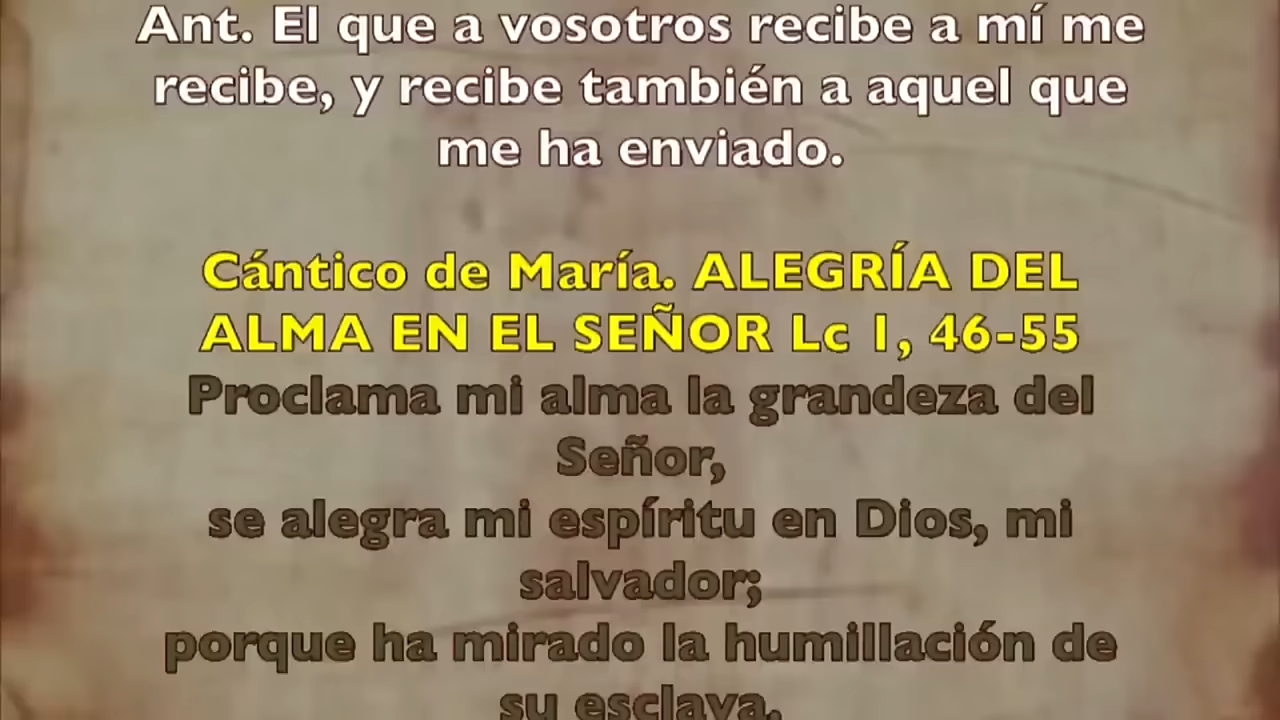 Ant. El que a vosotros recibe a mí me
recibe, y recibe también a aquel que
me ha enviado.
Cántico de María. ALEGRÍA DEL
ALMA EN EL SEÑOR Lc 1, 46-55
Proclama mi alma la grandeza del
Señor,
se alegra mi espíritu en Dios, mi
salvador;
porque ha mirado la humillación de
su esclava.